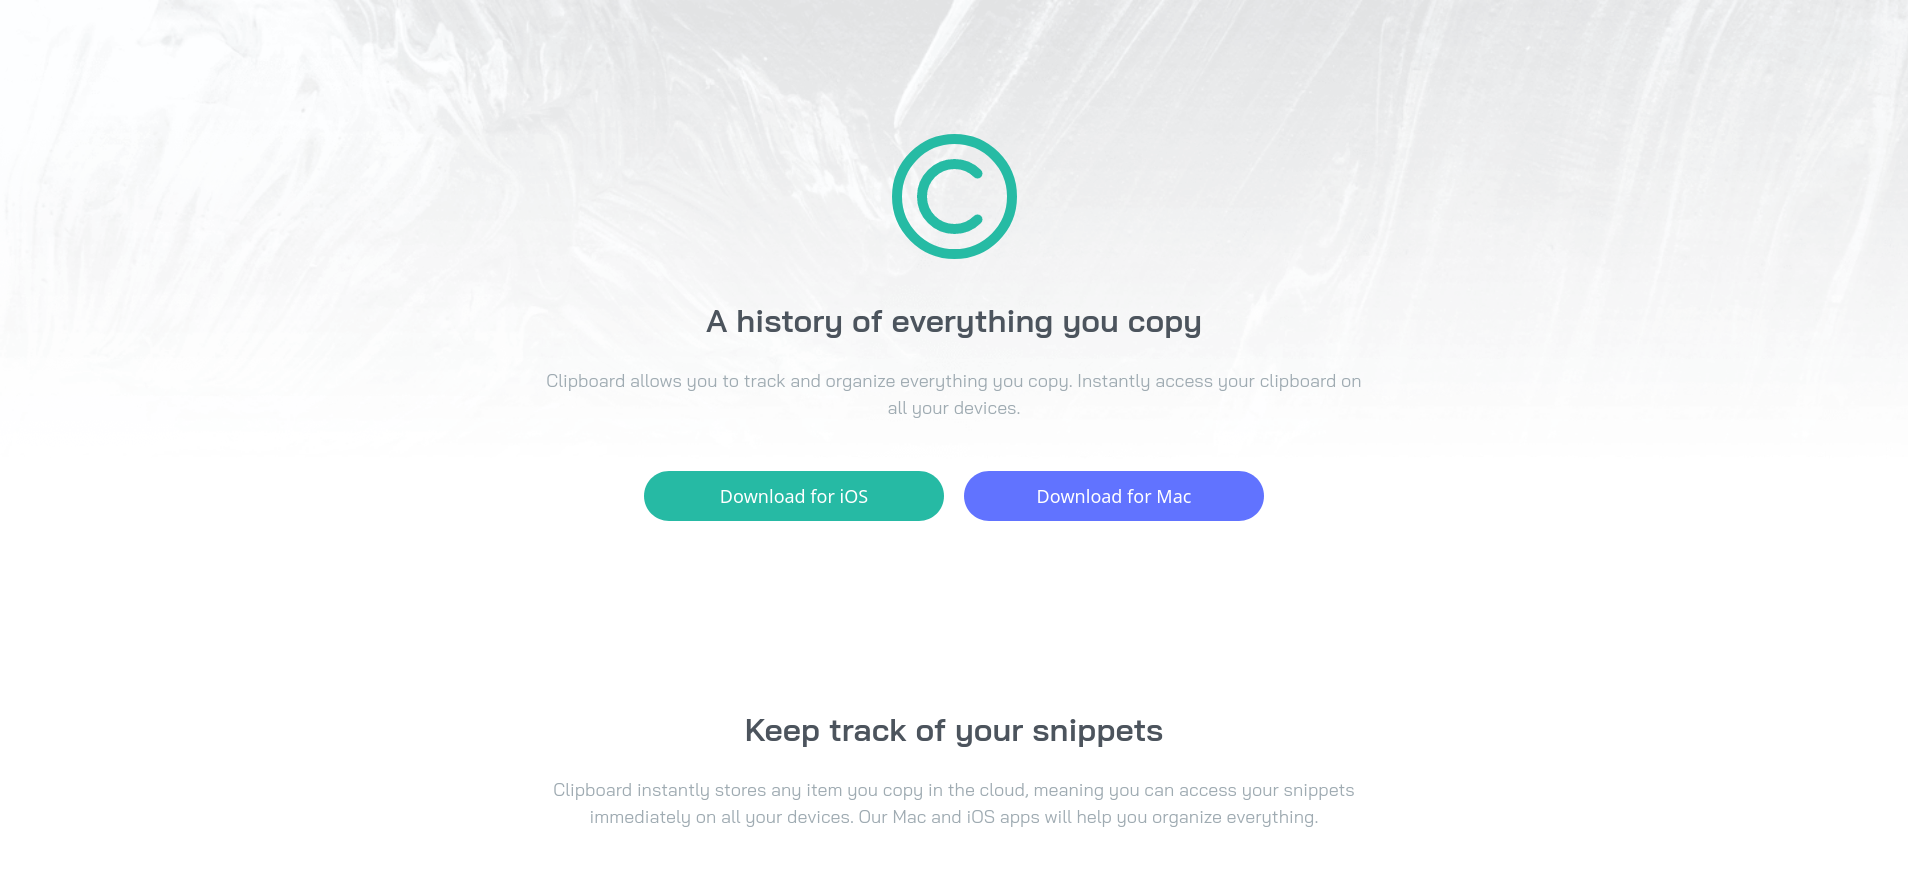 A history of everything you copy
Clipboard allows you to track and organize everything you copy. Instantly access your clipboard on
all your devices.
Download for iOS
Download for Mac
Keep track of your snippets
Clipboard instantly stores any item you copy in the cloud, meaning you can access your snippets
immediately on all your devices. Our Mac and iOS apps will help you organize everything.